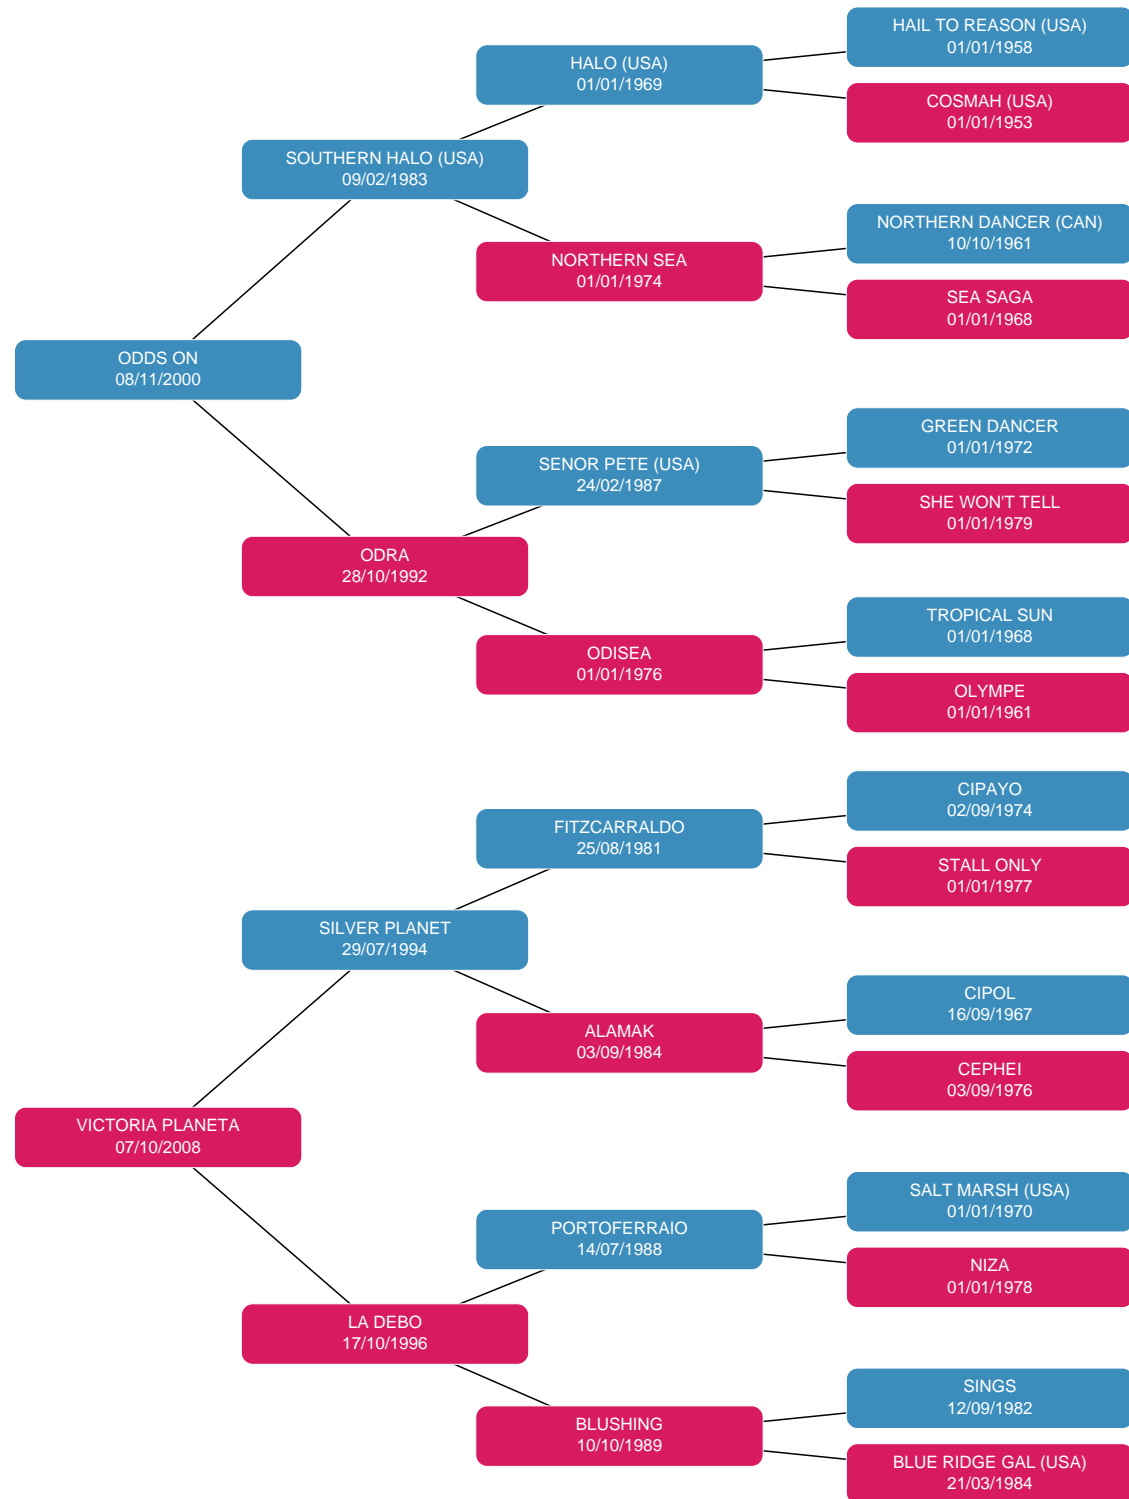 HAIL TO REASON (USA)
01/01/1958
HALO (USA)
01/01/1969
COSMAH (USA)
01/01/1953
SOUTHERN HALO (USA)
09/02/1983
NORTHERN DANCER (CAN)
10/10/1961
NORTHERN SEA
01/01/1974
SEA SAGA
01/01/1968
ODDS ON
08/11/2000
GREEN DANCER
01/01/1972
SENOR PETE (USA)
24/02/1987
SHE WON'T TELL
01/01/1979
ODRA
28/10/1992
TROPICAL SUN
01/01/1968
ODISEA
01/01/1976
OLYMPE
01/01/1961
CIPAYO
02/09/1974
FITZCARRALDO
25/08/1981
STALL ONLY
01/01/1977
SILVER PLANET
29/07/1994
CIPOL
16/09/1967
ALAMAK
03/09/1984
CEPHEI
03/09/1976
VICTORIA PLANETA
07/10/2008
SALT MARSH (USA)
01/01/1970
PORTOFERRAIO
14/07/1988
NIZA
01/01/1978
LA DEBO
17/10/1996
SINGS
12/09/1982
BLUSHING
10/10/1989
BLUE RIDGE GAL (USA)
21/03/1984